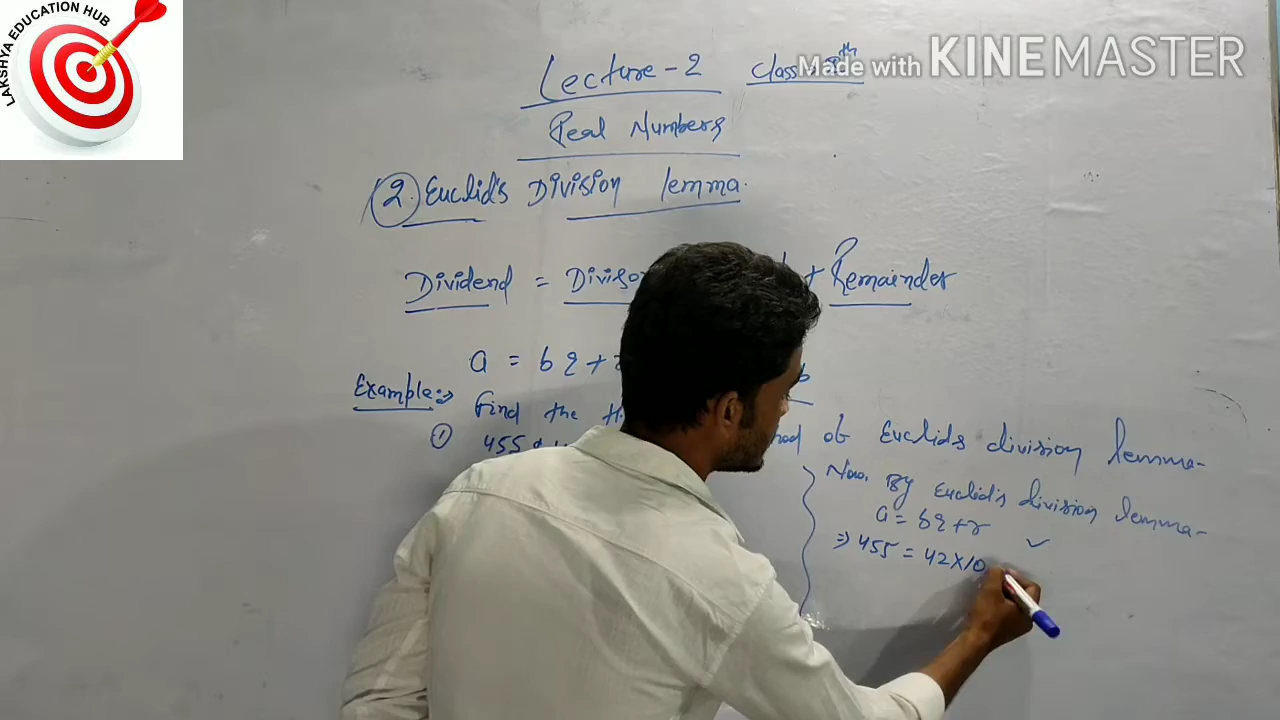 LAKSHYA EDUCATION HUB
Made with KINEMASTER
Lecture-2 Class
Real Numbers
2. Euclid's Division lemma.
Dividend = Divisor + Remainder
a = bq +
b
Example:⇒ Find the of Euclids division lemma-
① 455 &
Now. By Euclid's division lemma-
a = bq + r
⇒ 455 = 42×10